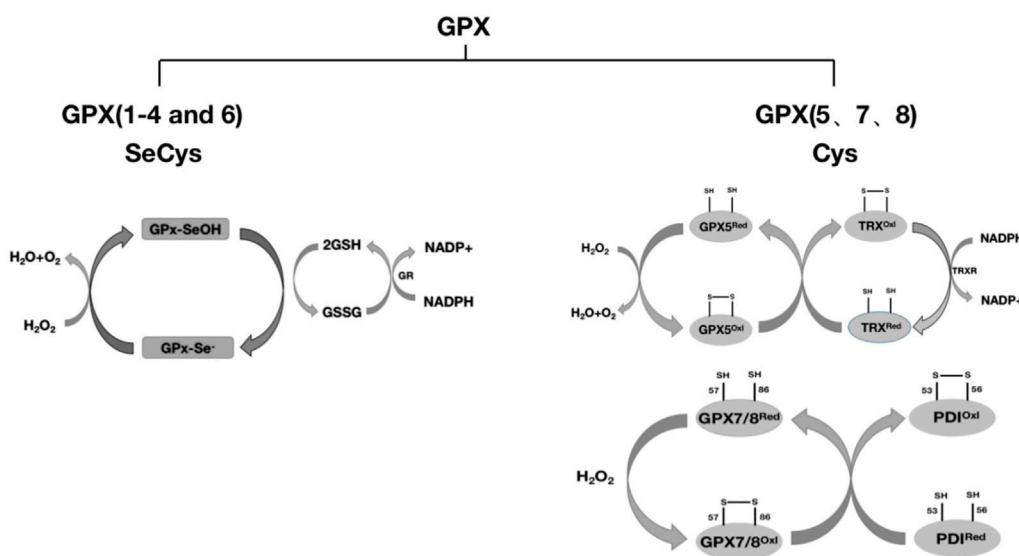 GPX
GPX(1-4 and 6)
SeCys
GPx-SeOH
H₂O+O₂
H₂O₂
GPx-Se⁻
2GSH
GSSG
GR
NADP+
NADPH
GPX(5、7、8)
Cys
SH SH
GPX5ᴿᵉᵈ
H₂O₂
H₂O+O₂
S S
GPX5ᴼˣˡ
S S
TRXᴼˣˡ
SH SH
TRXᴿᵉᵈ
NADPH
TRXR
NADP+
SH SH
57 86
GPX7/8ᴿᵉᵈ
H₂O₂
S S
57 86
GPX7/8ᴼˣˡ
S S
53 56
PDIᴼˣˡ
SH SH
53 56
PDIᴿᵉᵈ